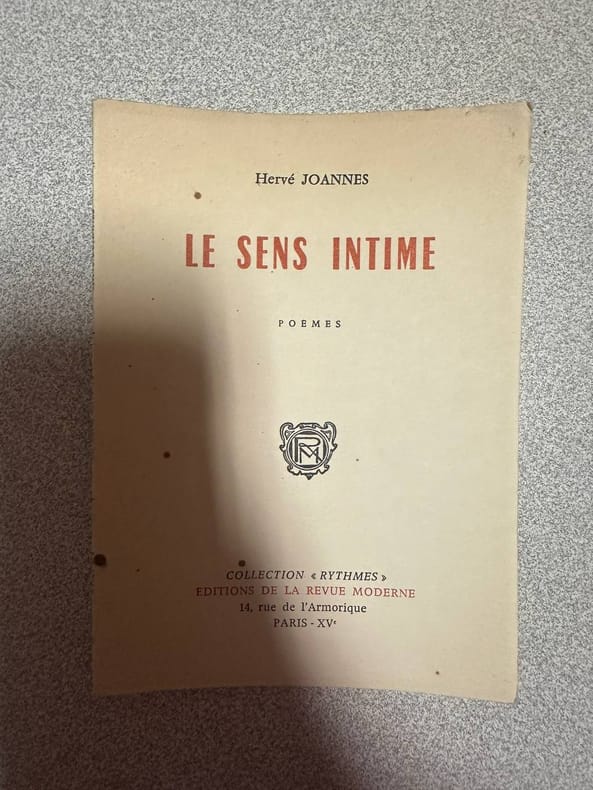 Hervé JOANNES
LE SENS INTIME
POEMES
RM
COLLECTION « RYTHMES »
EDITIONS DE LA REVUE MODERNE
14, rue de l'Armorique
PARIS - XVe